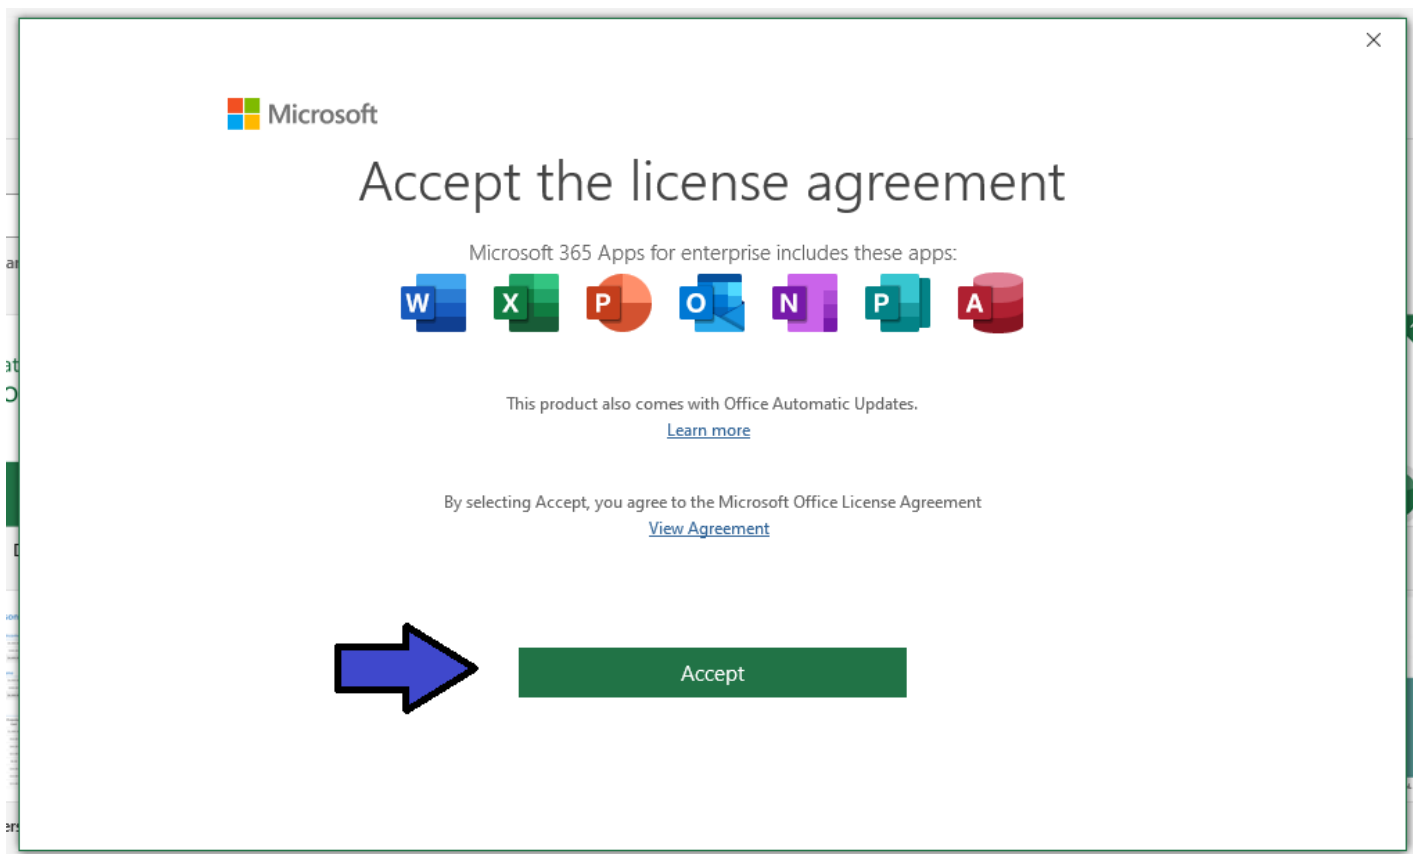 Microsoft
Accept the license agreement
Microsoft 365 Apps for enterprise includes these apps:
W X P O N P A
This product also comes with Office Automatic Updates.
Learn more
By selecting Accept, you agree to the Microsoft Office License Agreement
View Agreement
Accept